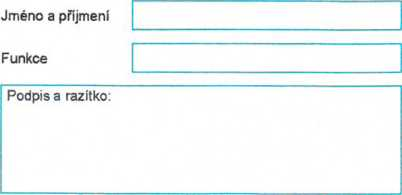 Jméno a příjmení
Funkce
Podpis a razítko: